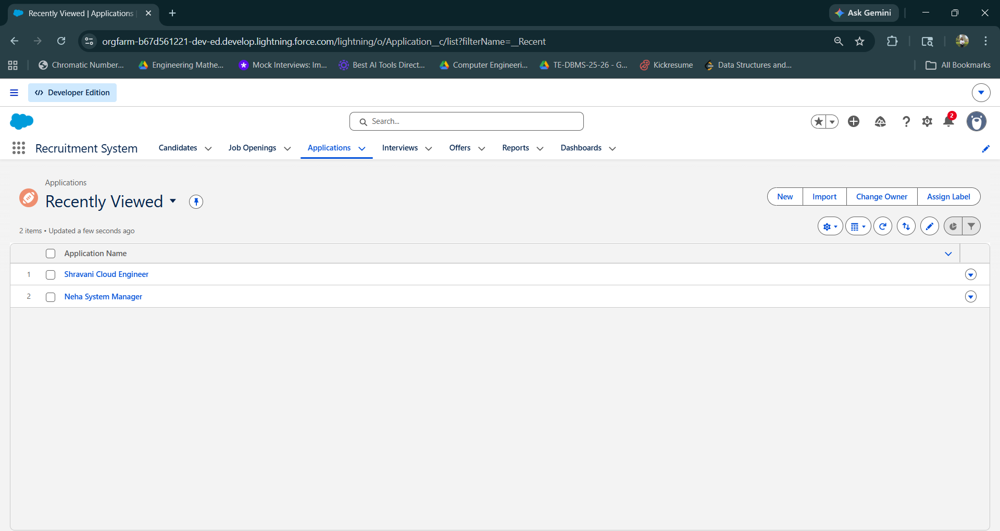 Recently Viewed | Applications
Ask Gemini
orgfarm-b67d561221-dev-ed.develop.lightning.force.com/lightning/o/Application__c/list?filterName=__Recent
Chromatic Number...
Engineering Mathe...
Mock Interviews: Im...
Best AI Tools Direct...
Computer Engineeri...
TE-DBMS-25-26 - G...
Kickresume
Data Structures and...
All Bookmarks
Developer Edition
Search...
2
Recruitment System
Candidates
Job Openings
Applications
Interviews
Offers
Reports
Dashboards
Applications
Recently Viewed
New
Import
Change Owner
Assign Label
2 items • Updated a few seconds ago
Application Name
1 Shravani Cloud Engineer
2 Neha System Manager